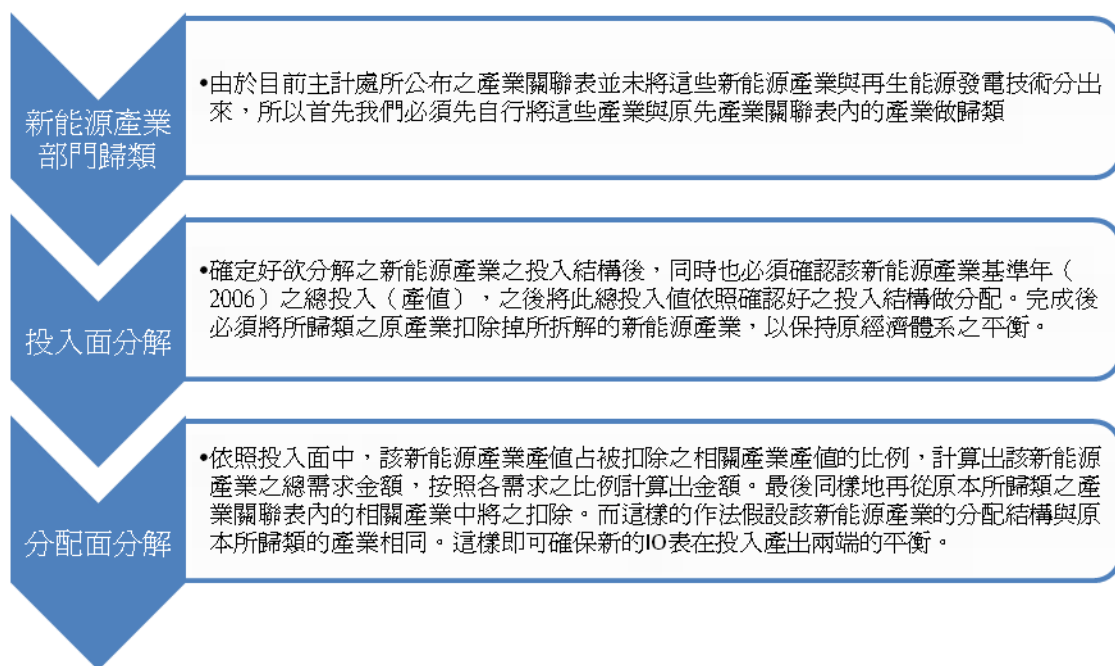 新能源產業
部門歸類
•由於目前主計處所公布之產業關聯表並未將這些新能源產業與再生能源發電技術分出
來，所以首先我們必須先自行將這些產業與原先產業關聯表內的產業做歸類
投入面分解
•確定好欲分解之新能源產業之投入結構後，同時也必須確認該新能源產業基準年（
2006）之總投入（產值），之後將此總投入值依照確認好之投入結構做分配。完成後
必須將所歸類之原產業扣除掉所拆解的新能源產業，以保持原經濟體系之平衡。
分配面分解
•依照投入面中，該新能源產業產值占被扣除之相關產業產值的比例，計算出該新能源
產業之總需求金額，按照各需求之比例計算出金額。最後同樣地再從原本所歸類之產
業關聯表內的相關產業中將之扣除。而這樣的作法假設該新能源產業的分配結構與原
本所歸類的產業相同。這樣即可確保新的IO表在投入產出兩端的平衡。